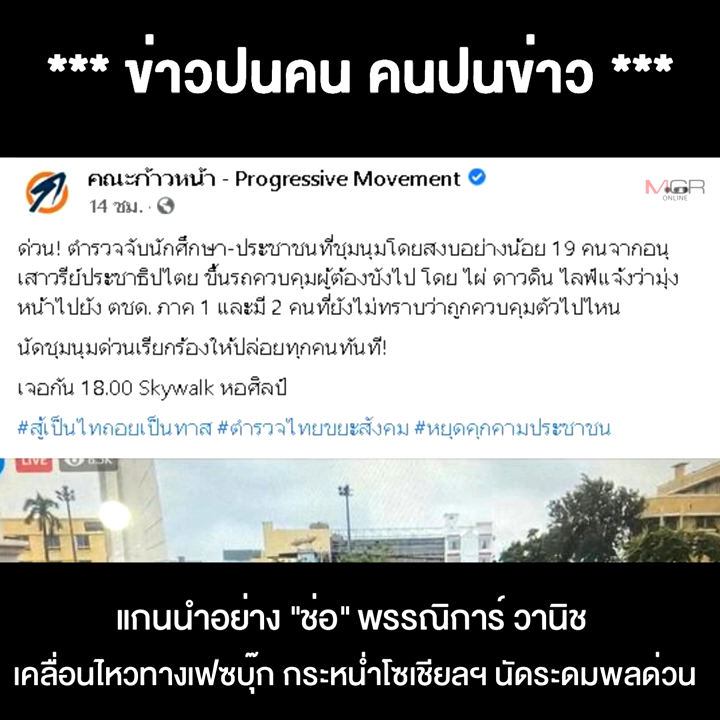 *** ข่าวปนคน คนปนข่าว ***
คณะก้าวหน้า - Progressive Movement
14 ชม. ·
MGR
ONLINE
ด่วน! ตำรวจจับนักศึกษา-ประชาชนที่ชุมนุมโดยสงบอย่างน้อย 19 คนจากอนุ
เสาวรีย์ประชาธิปไตย ขึ้นรถควบคุมผู้ต้องขังไป โดย ไผ่ ดาวดิน ไลฟ์แจ้งว่ามุ่ง
หน้าไปยัง ตชด. ภาค 1 และมี 2 คนที่ยังไม่ทราบว่าถูกควบคุมตัวไปไหน
นัดชุมนุมด่วนเรียกร้องให้ปล่อยทุกคนทันที!
เจอกัน 18.00 Skywalk หอศิลป์
#สู้เป็นไทถอยเป็นทาส #ตำรวจไทยขยะสังคม #หยุดคุกคามประชาชน
LIVE 8.5K
แกนนำอย่าง "ช่อ" พรรณิการ์ วานิช
เคลื่อนไหวทางเฟซบุ๊ก กระหน่ำโซเชียลฯ นัดระดมพลด่วน